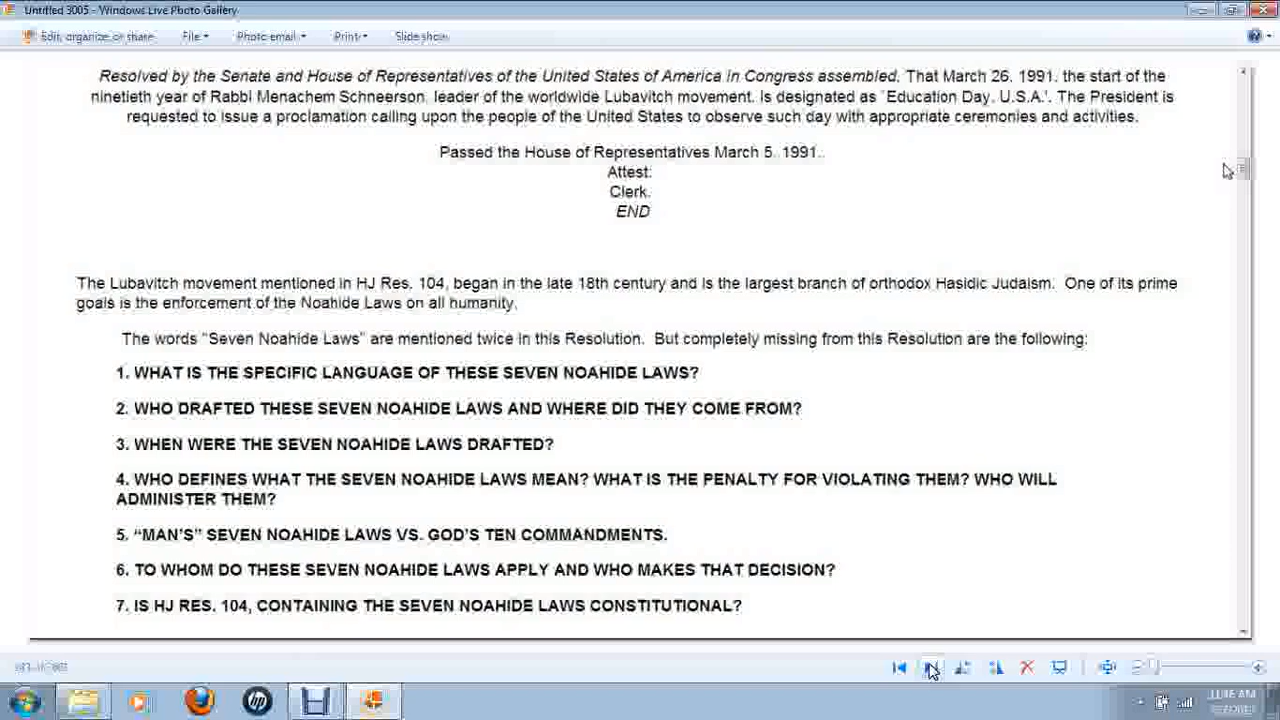 Untitled 3005 - Windows Live Photo Gallery
Edit, organize or share
File
Photo email
Print
Slide show
Resolved by the Senate and House of Representatives of the United States of America in Congress assembled, That March 26, 1991, the start of the
ninetieth year of Rabbi Menachem Schneerson, leader of the worldwide Lubavitch movement, is designated as `Education Day, U.S.A.'. The President is
requested to issue a proclamation calling upon the people of the United States to observe such day with appropriate ceremonies and activities.
Passed the House of Representatives March 5, 1991.
Attest:
Clerk.
END
The Lubavitch movement mentioned in HJ Res. 104, began in the late 18th century and is the largest branch of orthodox Hasidic Judaism.  One of its prime
goals is the enforcement of the Noahide Laws on all humanity.
The words “Seven Noahide Laws” are mentioned twice in this Resolution.  But completely missing from this Resolution are the following:
1. WHAT IS THE SPECIFIC LANGUAGE OF THESE SEVEN NOAHIDE LAWS?
2. WHO DRAFTED THESE SEVEN NOAHIDE LAWS AND WHERE DID THEY COME FROM?
3. WHEN WERE THE SEVEN NOAHIDE LAWS DRAFTED?
4. WHO DEFINES WHAT THE SEVEN NOAHIDE LAWS MEAN? WHAT IS THE PENALTY FOR VIOLATING THEM? WHO WILL
ADMINISTER THEM?
5. “MAN’S” SEVEN NOAHIDE LAWS VS. GOD’S TEN COMMANDMENTS.
6. TO WHOM DO THESE SEVEN NOAHIDE LAWS APPLY AND WHO MAKES THAT DECISION?
7. IS HJ RES. 104, CONTAINING THE SEVEN NOAHIDE LAWS CONSTITUTIONAL?
hp